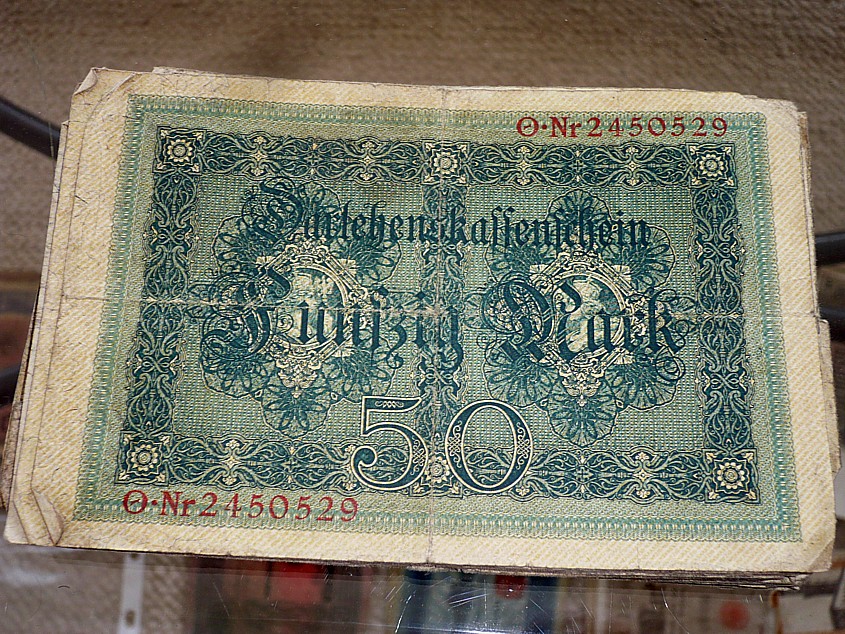 Θ·Nr2450529
Darlehenskassenschein
Fünfzig Mark
50
Θ·Nr2450529